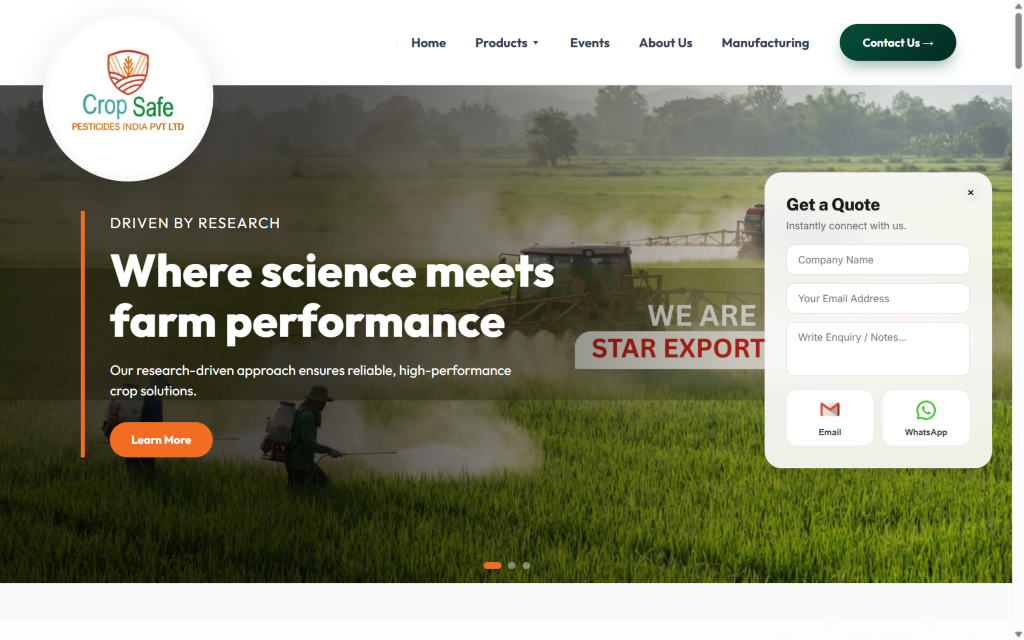 Crop Safe
PESTICIDES INDIA PVT LTD
Home
Products
Events
About Us
Manufacturing
Contact Us →
DRIVEN BY RESEARCH
Where science meets
farm performance
Our research-driven approach ensures reliable, high-performance
crop solutions.
Learn More
WE ARE
STAR EXPORT
×
Get a Quote
Instantly connect with us.
Company Name
Your Email Address
Write Enquiry / Notes...
Email
WhatsApp